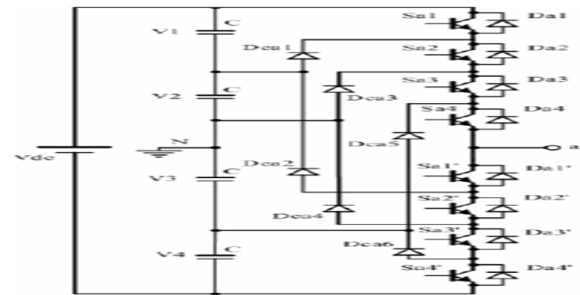 C Sa1 Da1
V1
Dca1 Sa2 Da2
C
V2 Sa3 Da3
Dca3
Sa4 Da4
N
Dca5
Vdc a
Dca2 Sa1' Da1'
V3 C
Sa2' Da2'
Dca4
Sa3' Da3'
C Dca6
V4
Sa4' Da4'